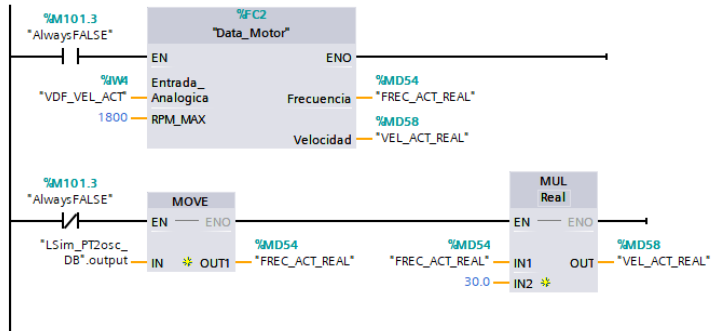 %M101.3 %FC2
"AlwaysFALSE" "Data_Motor"
EN ENO
%IW4 Entrada_ %MD54
"VDF_VEL_ACT" Analogica Frecuencia "FREC_ACT_REAL"
1800 RPM_MAX %MD58
Velocidad "VEL_ACT_REAL"
%M101.3 MUL
"AlwaysFALSE" MOVE Real
EN ENO EN ENO
"LSim_PT2osc_ %MD54 %MD54 %MD58
DB".output IN OUT1 "FREC_ACT_REAL" "FREC_ACT_REAL" IN1 OUT "VEL_ACT_REAL"
30.0 IN2